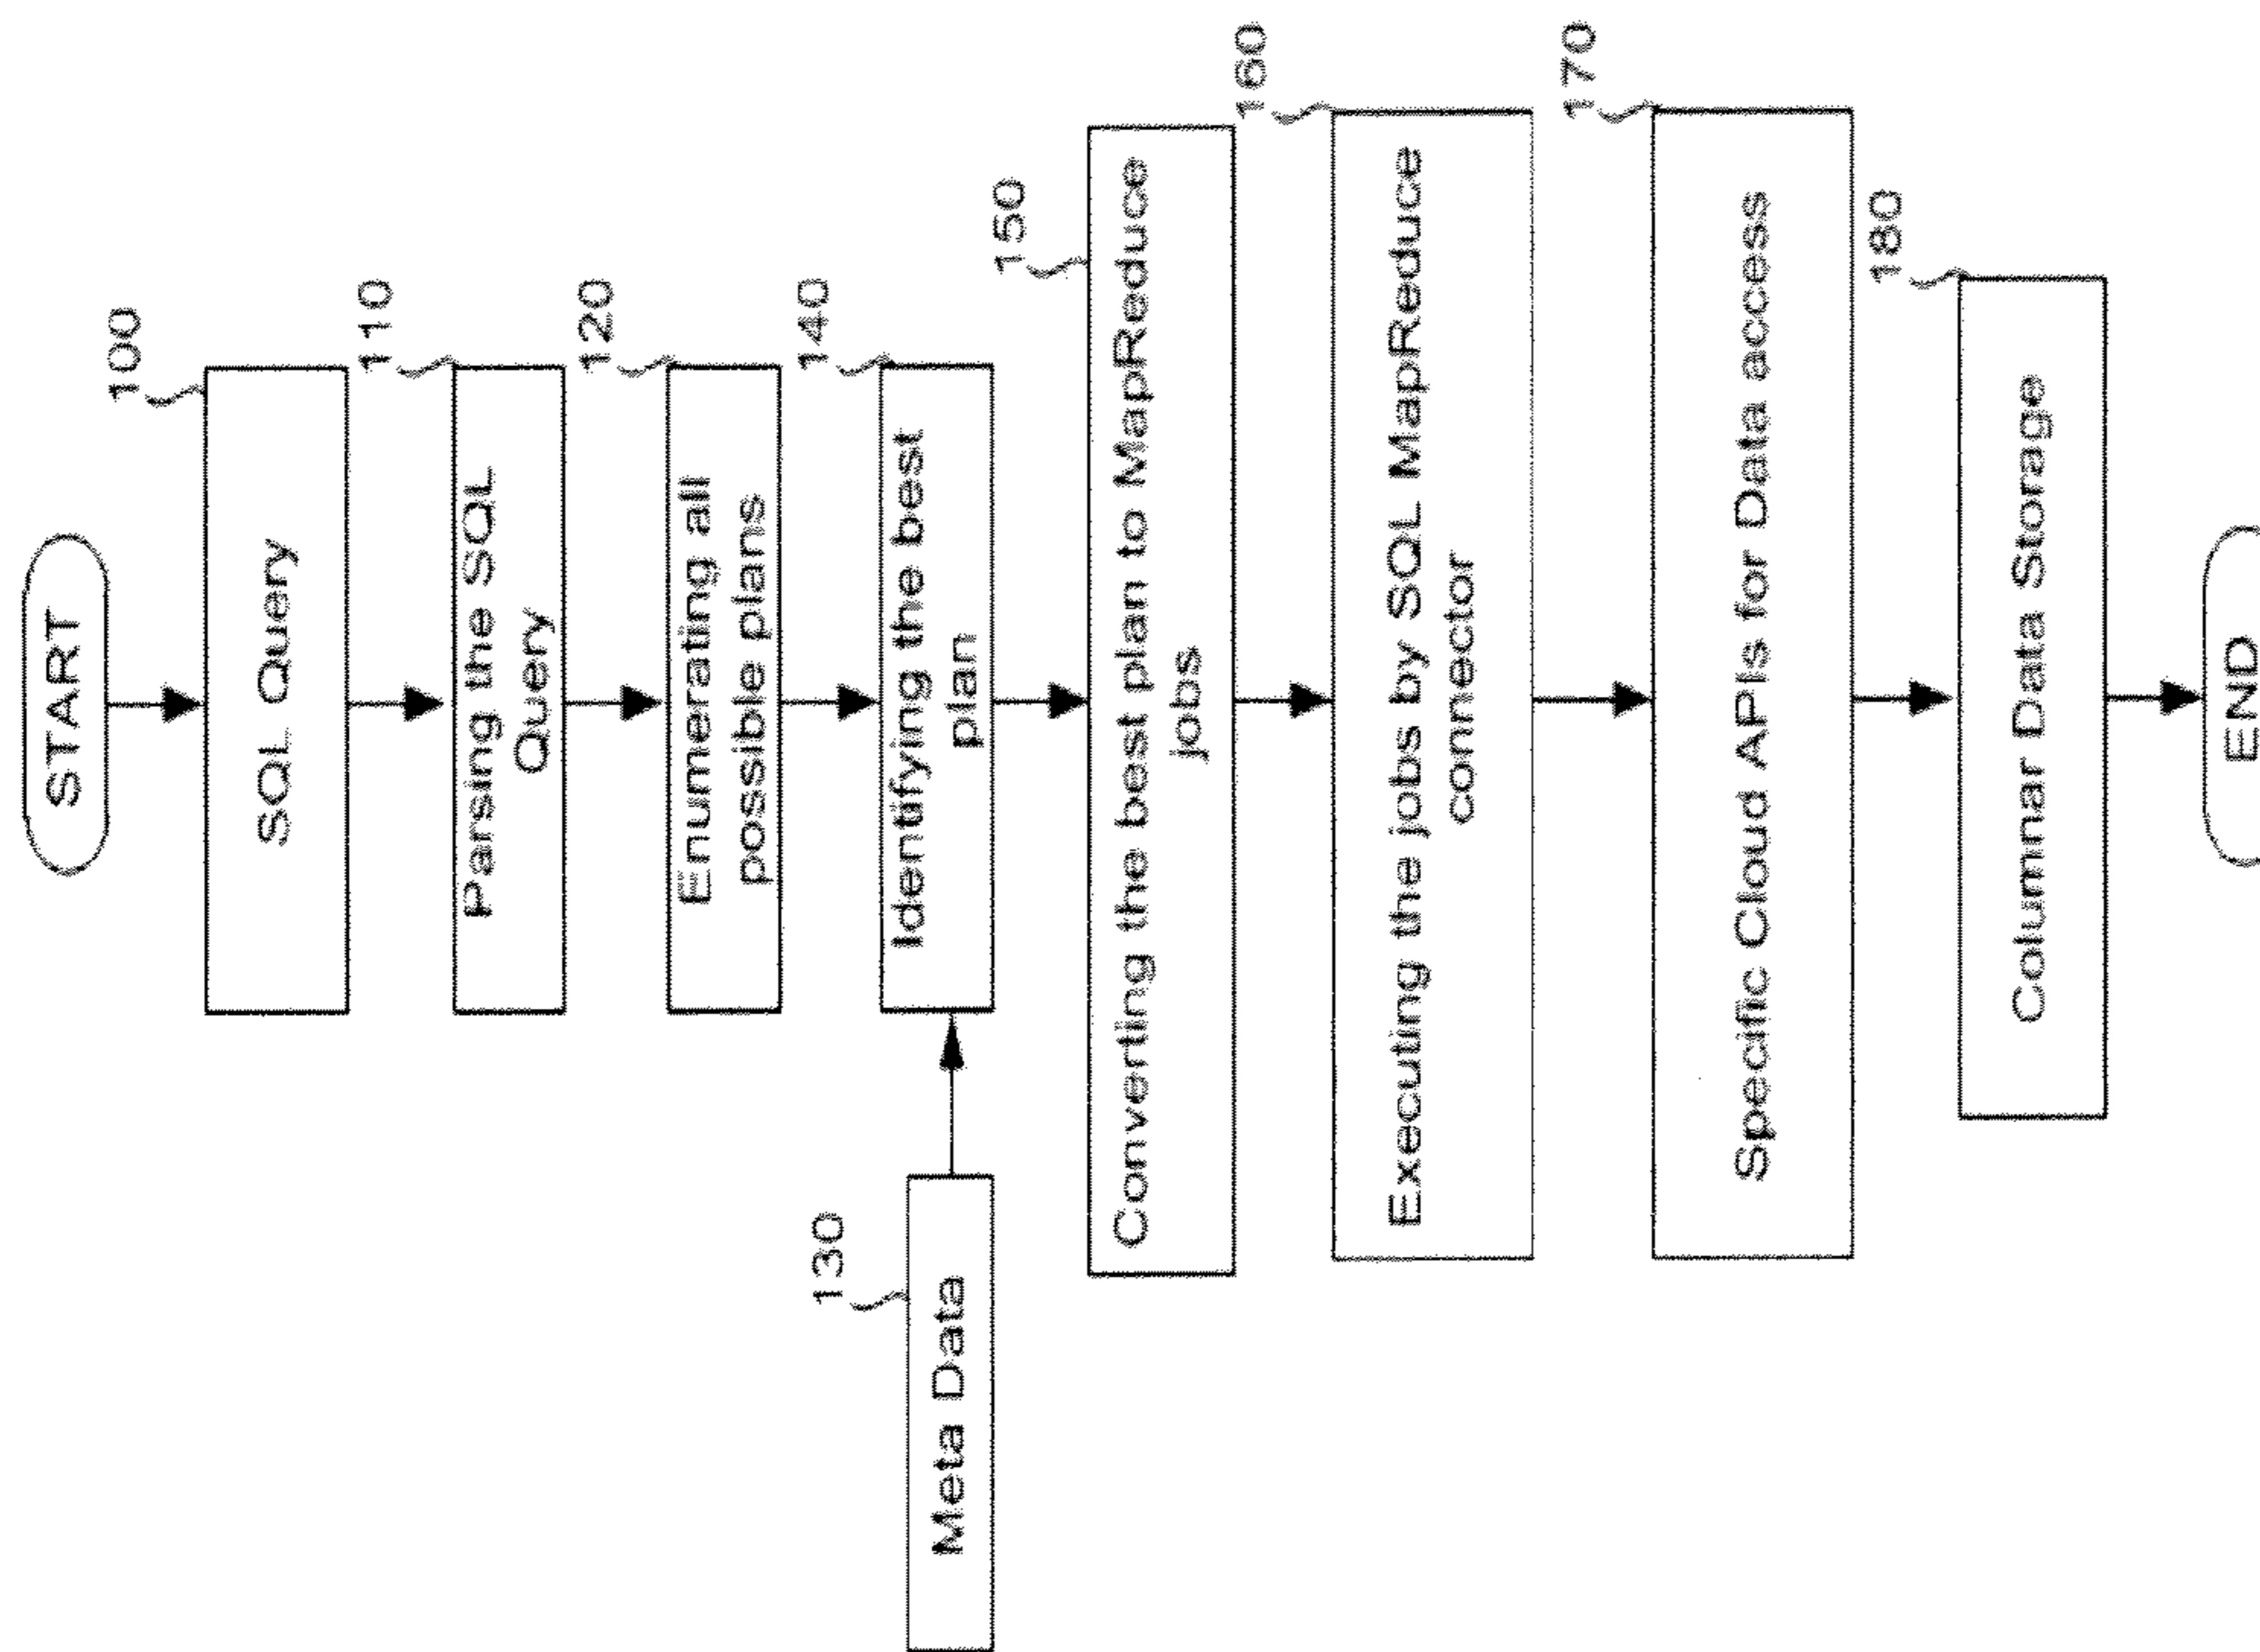 START
100
SQL Query
110
Parsing the SQL
Query
120
Enumerating all
possible plans
130
Meta Data
140
Identifying the best
plan
150
Converting the best plan to MapReduce
jobs
160
Executing the jobs by SQL MapReduce
connector
170
Specific Cloud APIs for Data access
180
Columnar Data Storage
END